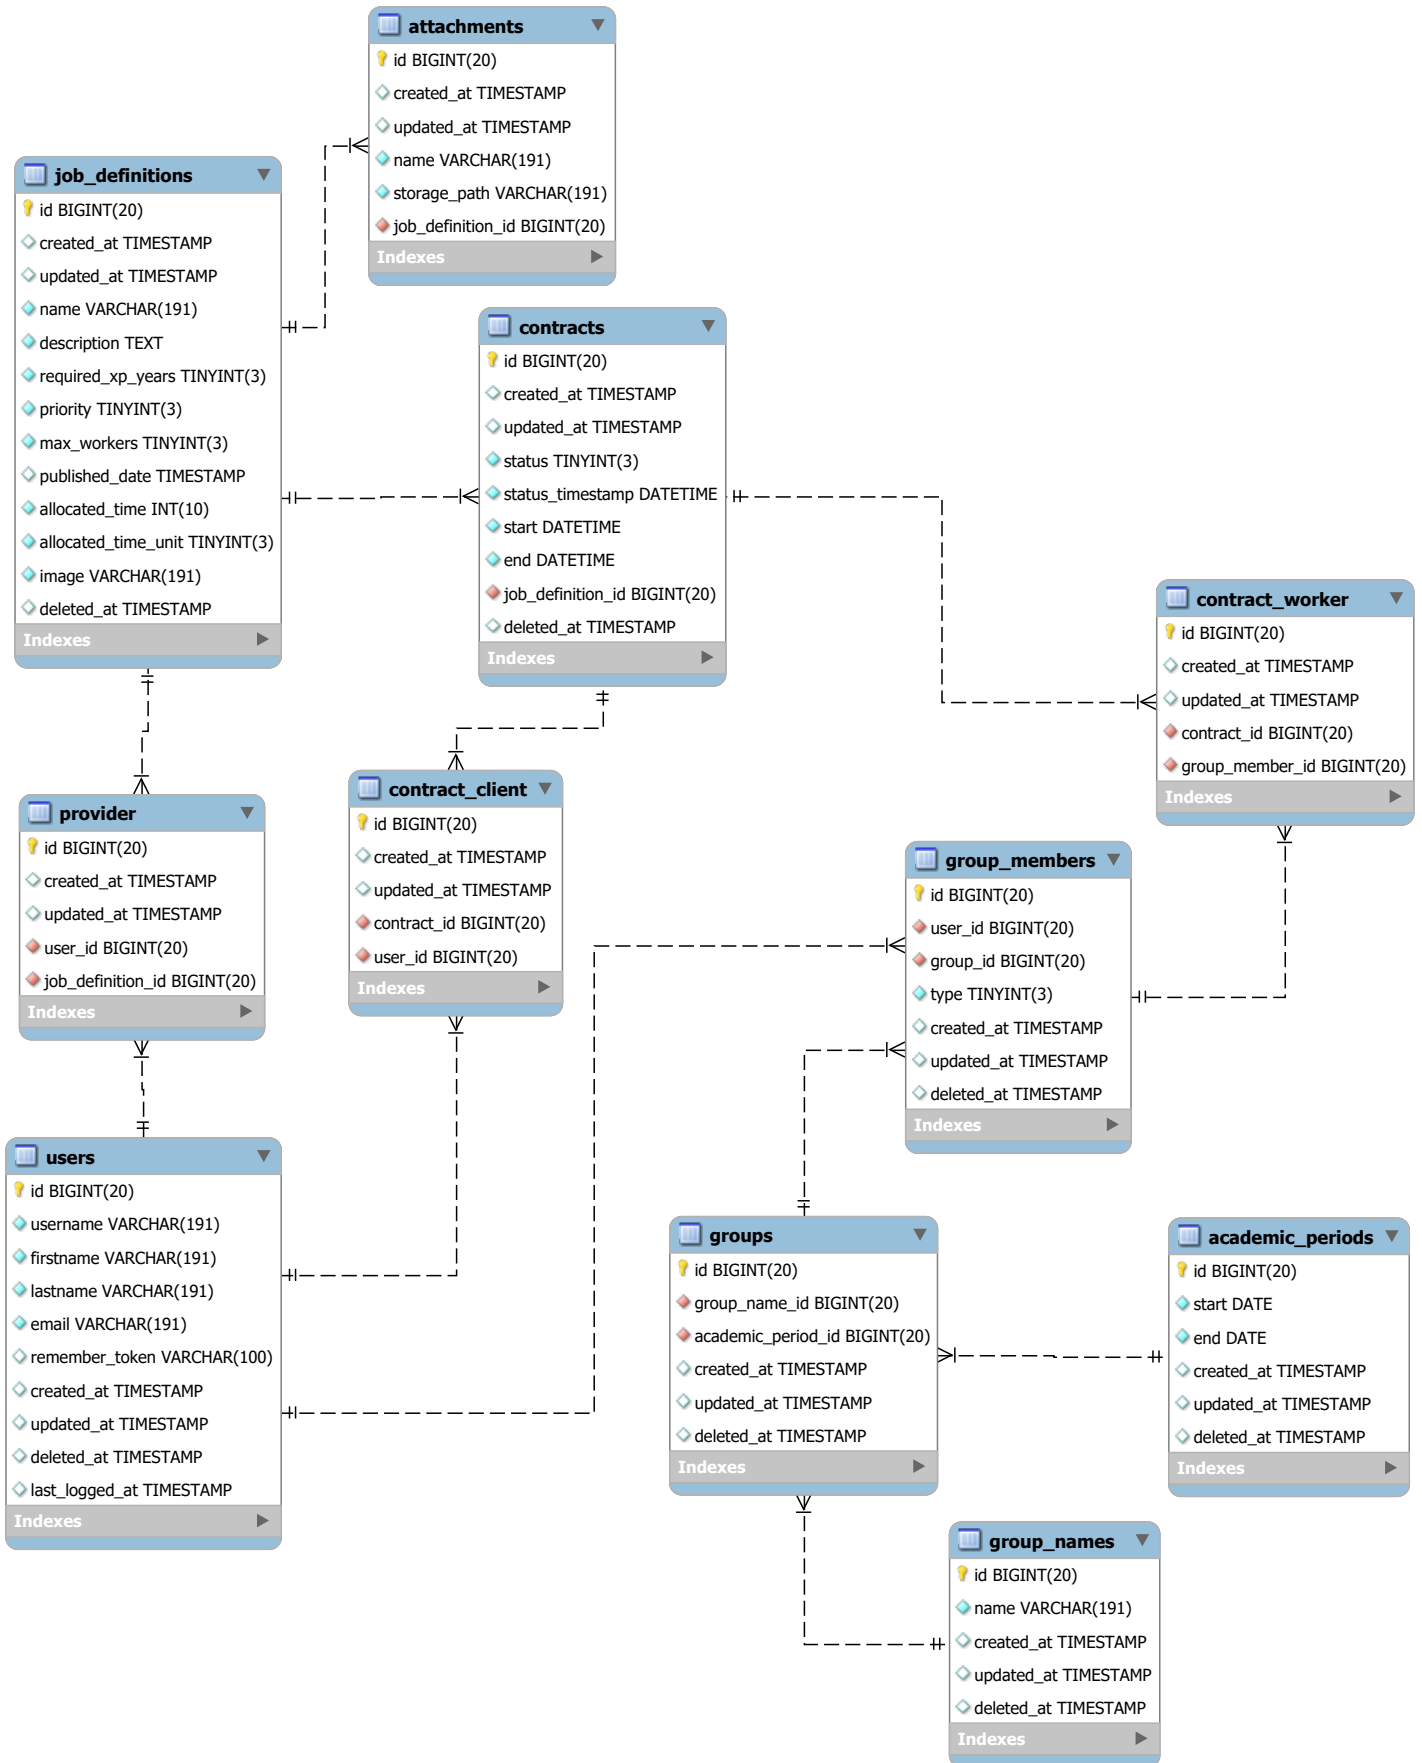 attachments
id BIGINT(20)
created_at TIMESTAMP
updated_at TIMESTAMP
name VARCHAR(191)
storage_path VARCHAR(191)
job_definition_id BIGINT(20)
Indexes
job_definitions
id BIGINT(20)
created_at TIMESTAMP
updated_at TIMESTAMP
name VARCHAR(191)
description TEXT
required_xp_years TINYINT(3)
priority TINYINT(3)
max_workers TINYINT(3)
published_date TIMESTAMP
allocated_time INT(10)
allocated_time_unit TINYINT(3)
image VARCHAR(191)
deleted_at TIMESTAMP
Indexes
contracts
id BIGINT(20)
created_at TIMESTAMP
updated_at TIMESTAMP
status TINYINT(3)
status_timestamp DATETIME
start DATETIME
end DATETIME
job_definition_id BIGINT(20)
deleted_at TIMESTAMP
Indexes
contract_worker
id BIGINT(20)
created_at TIMESTAMP
updated_at TIMESTAMP
contract_id BIGINT(20)
group_member_id BIGINT(20)
Indexes
provider
id BIGINT(20)
created_at TIMESTAMP
updated_at TIMESTAMP
user_id BIGINT(20)
job_definition_id BIGINT(20)
Indexes
contract_client
id BIGINT(20)
created_at TIMESTAMP
updated_at TIMESTAMP
contract_id BIGINT(20)
user_id BIGINT(20)
Indexes
group_members
id BIGINT(20)
user_id BIGINT(20)
group_id BIGINT(20)
type TINYINT(3)
created_at TIMESTAMP
updated_at TIMESTAMP
deleted_at TIMESTAMP
Indexes
users
id BIGINT(20)
username VARCHAR(191)
firstname VARCHAR(191)
lastname VARCHAR(191)
email VARCHAR(191)
remember_token VARCHAR(100)
created_at TIMESTAMP
updated_at TIMESTAMP
deleted_at TIMESTAMP
last_logged_at TIMESTAMP
Indexes
groups
id BIGINT(20)
group_name_id BIGINT(20)
academic_period_id BIGINT(20)
created_at TIMESTAMP
updated_at TIMESTAMP
deleted_at TIMESTAMP
Indexes
academic_periods
id BIGINT(20)
start DATE
end DATE
created_at TIMESTAMP
updated_at TIMESTAMP
deleted_at TIMESTAMP
Indexes
group_names
id BIGINT(20)
name VARCHAR(191)
created_at TIMESTAMP
updated_at TIMESTAMP
deleted_at TIMESTAMP
Indexes